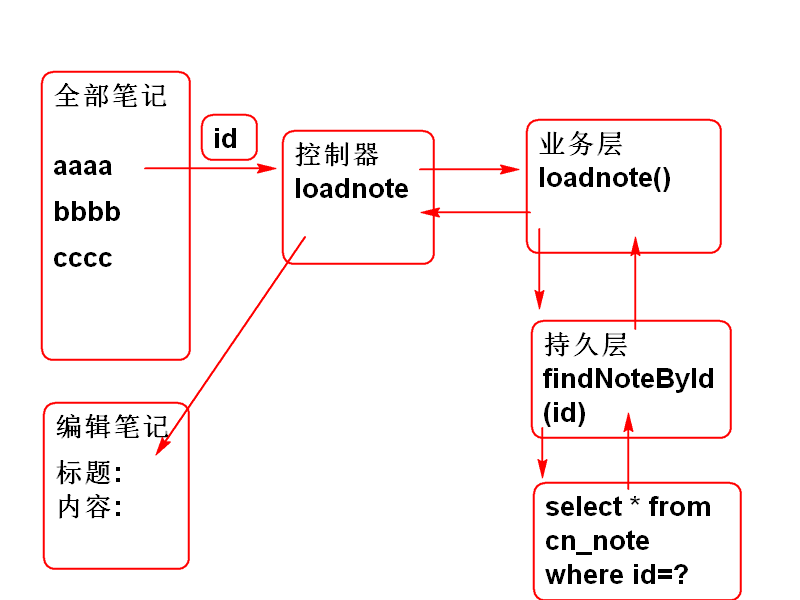 全部笔记
aaaa
bbbb
cccc
id
控制器
loadnote
业务层
loadnote()
持久层
findNoteById
(id)
select * from
cn_note
where id=?
编辑笔记
标题:
内容: